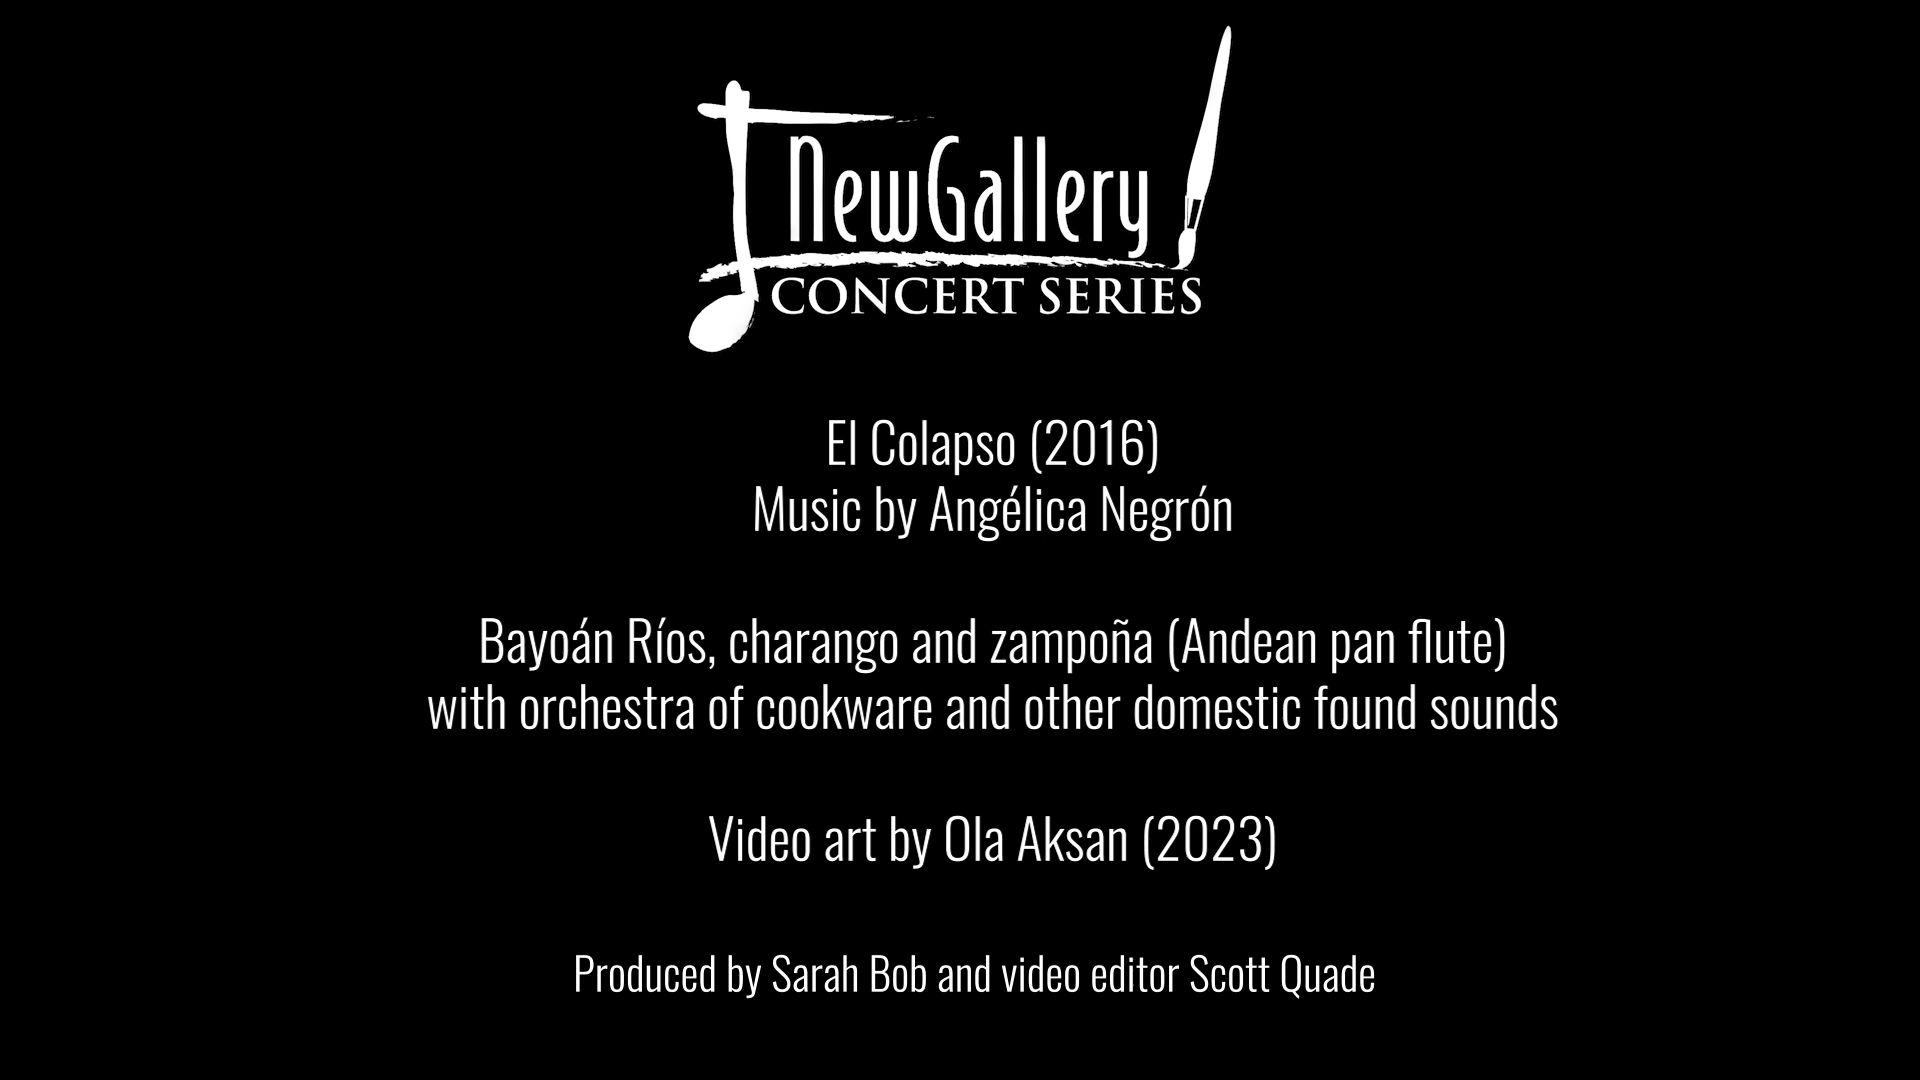 NewGallery
CONCERT SERIES
El Colapso (2016)
Music by Angélica Negrón
Bayoán Ríos, charango and zampoña (Andean pan flute)
with orchestra of cookware and other domestic found sounds
Video art by Ola Aksan (2023)
Produced by Sarah Bob and video editor Scott Quade